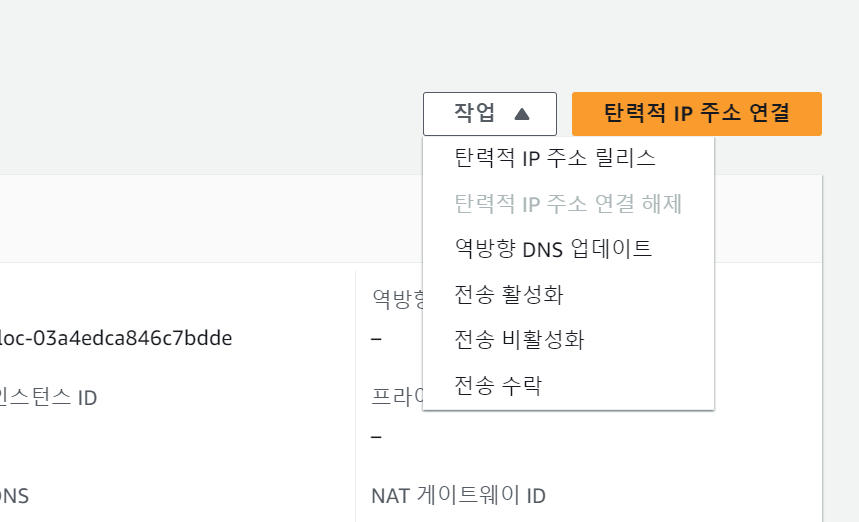 작업 ▲
탄력적 IP 주소 연결
탄력적 IP 주소 릴리스
탄력적 IP 주소 연결 해제
역방향 DNS 업데이트
전송 활성화
전송 비활성화
전송 수락
역방향
loc-03a4edca846c7bdde
–
인스턴스 ID
프라이
–
DNS
NAT 게이트웨이 ID